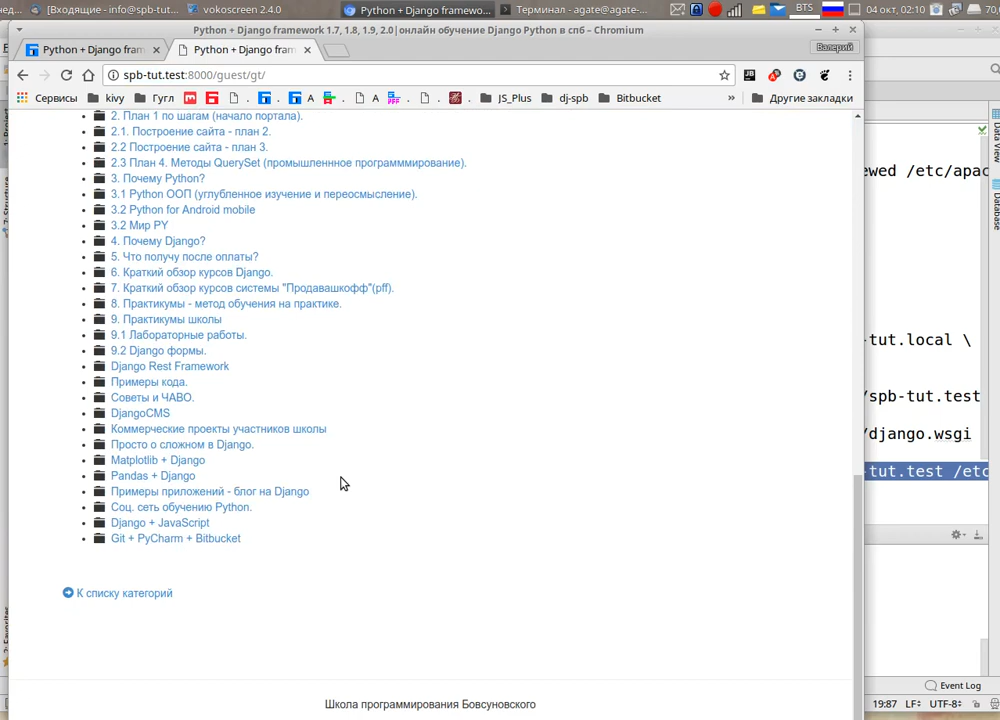 [Входящие - info@spb-tut...
vokoscreen 2.4.0
Python + Django framewo...
Терминал - agate@agate-...
BTS
04 окт, 02:10
70,
Python + Django framework 1.7, 1.8, 1.9, 2.0| онлайн обучение Django Python в спб – Chromium
Python + Django fram
Python + Django fram
Валерий
spb-tut.test:8000/guest/gt/
Сервисы
kivy
Гугл
A
A
JS_Plus
dj-spb
Bitbucket
»
Другие закладки
2. План 1 по шагам (начало портала).
2.1. Построение сайта - план 2.
2.2 Построение сайта - план 3.
2.3 План 4. Методы QuerySet (промышленнное программмирование).
3. Почему Python?
3.1 Python ООП (углубленное изучение и переосмысление).
3.2 Python for Android mobile
3.2 Мир PY
4. Почему Django?
5. Что получу после оплаты?
6. Краткий обзор курсов Django.
7. Краткий обзор курсов системы "Продавашкофф"(pff).
8. Практикумы - метод обучения на практике.
9. Практикумы школы
9.1 Лабораторные работы.
9.2 Django формы.
Django Rest Framework
Примеры кода.
Советы и ЧАВО.
DjangoCMS
Коммерческие проекты участников школы
Просто о сложном в Django.
Matplotlib + Django
Pandas + Django
Примеры приложений - блог на Django
Соц. сеть обучению Python.
Django + JavaScript
Git + PyCharm + Bitbucket
К списку категорий
Школа программирования Бовсуновского
ewed /etc/apac
-tut.local \
/spb-tut.test
/django.wsgi
-tut.test /etc
Data View
Database
Event Log
19:87 LF÷ UTF-8÷